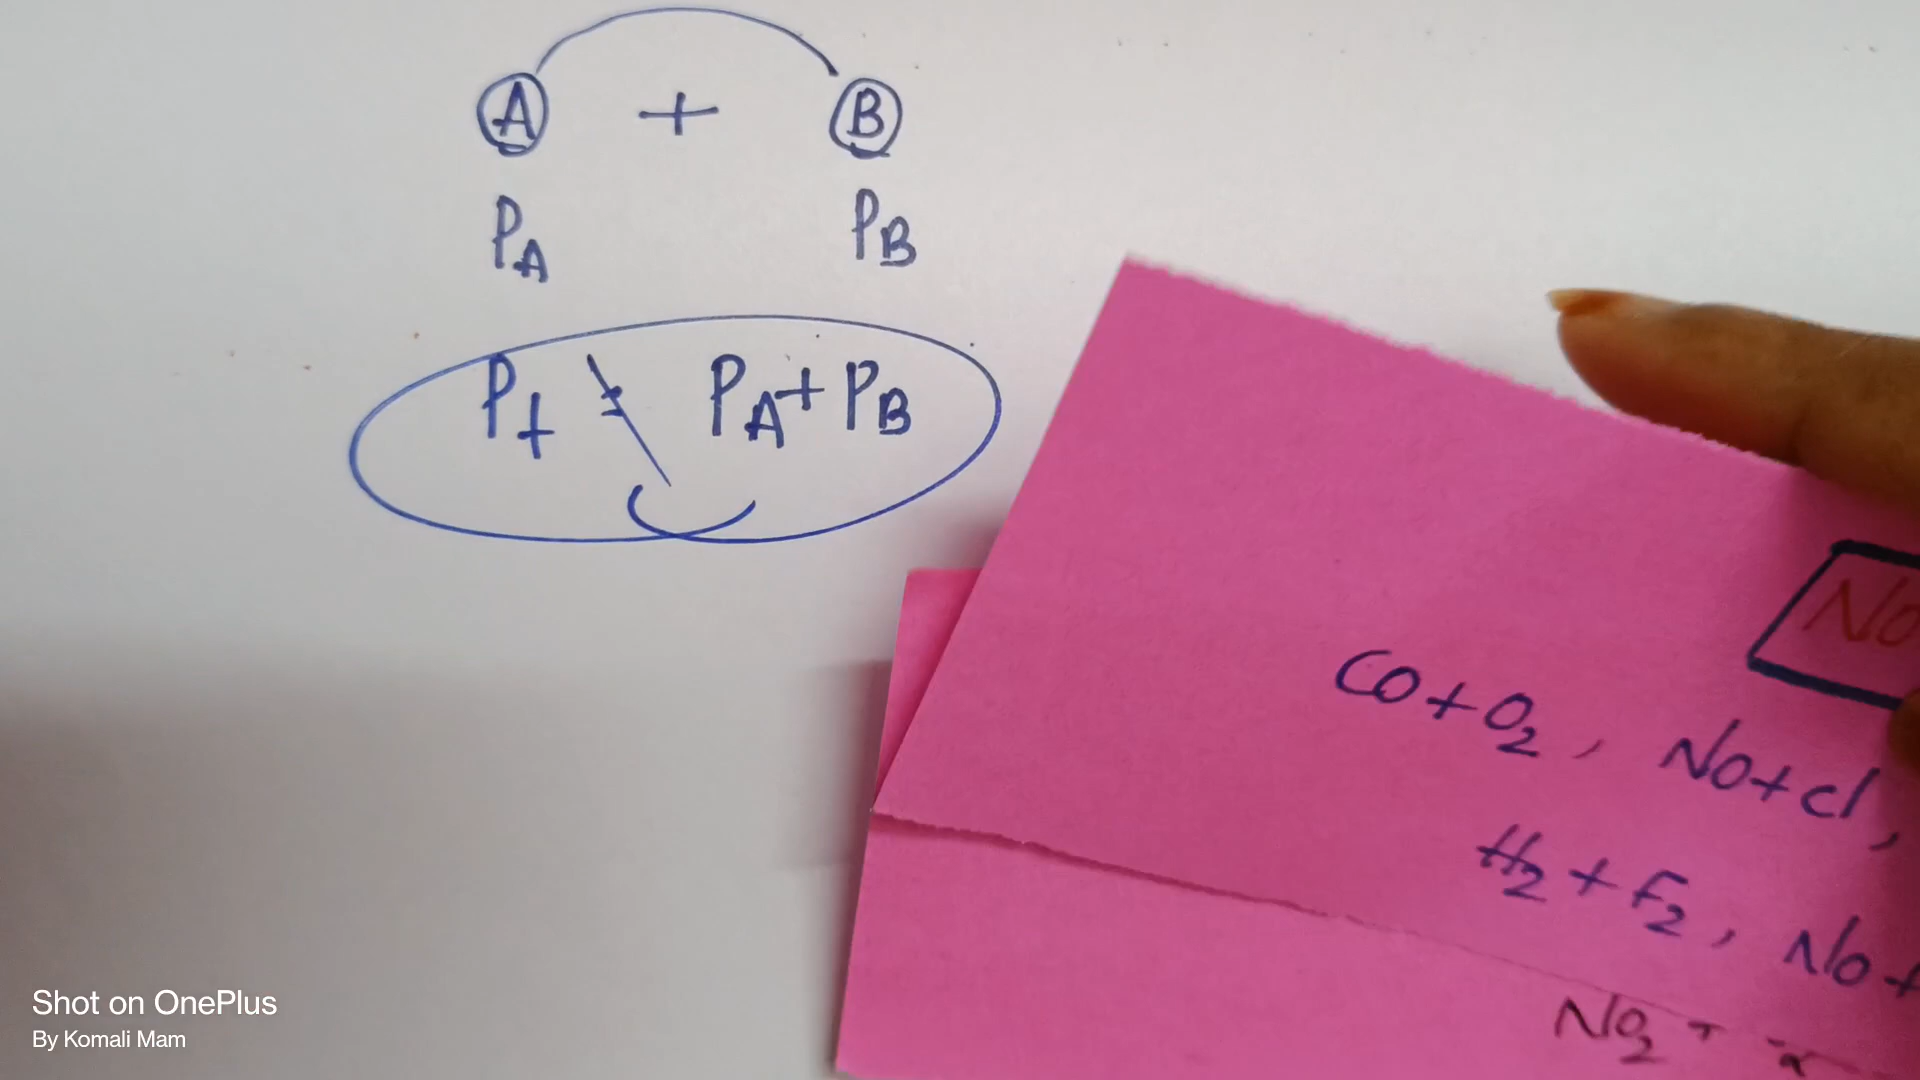 A + B
PA PB
Pt ≠ PA + PB
No
CO + O2, No + cl,
H2 + F2, No +
NO2 +
Shot on OnePlus
By Komali Mam